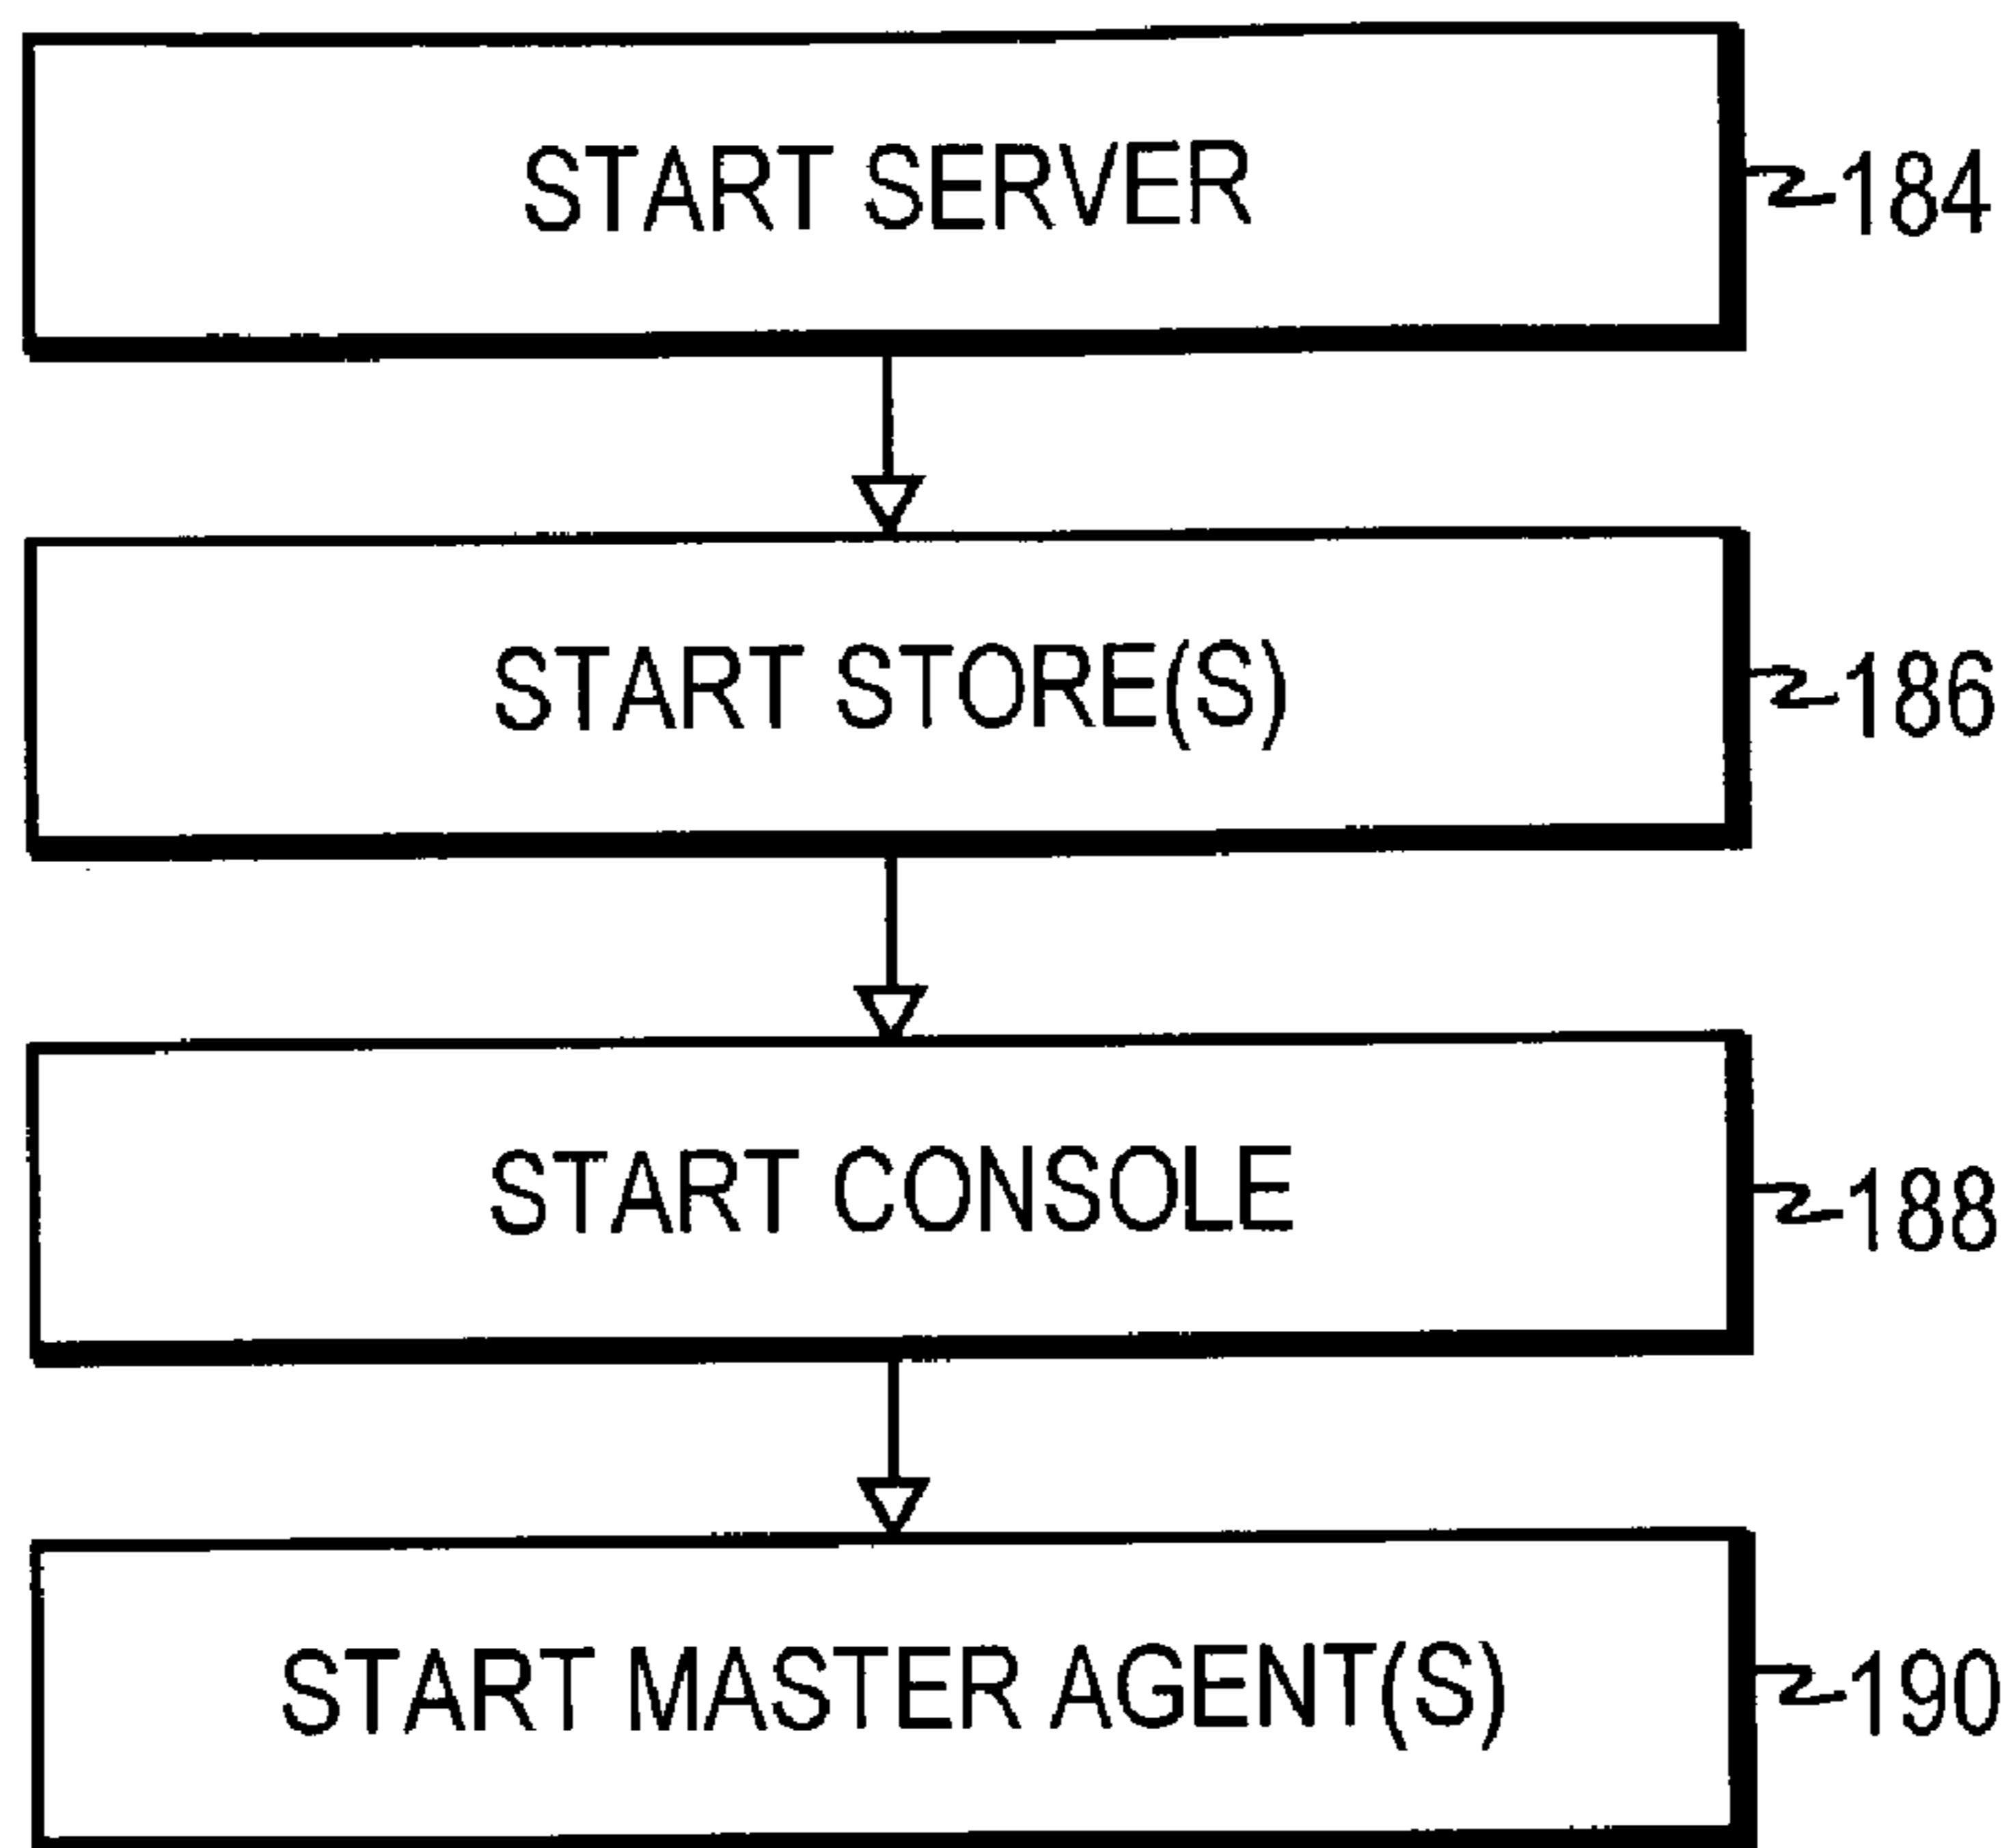 START SERVER
184
START STORE(S)
186
START CONSOLE
188
START MASTER AGENT(S)
190